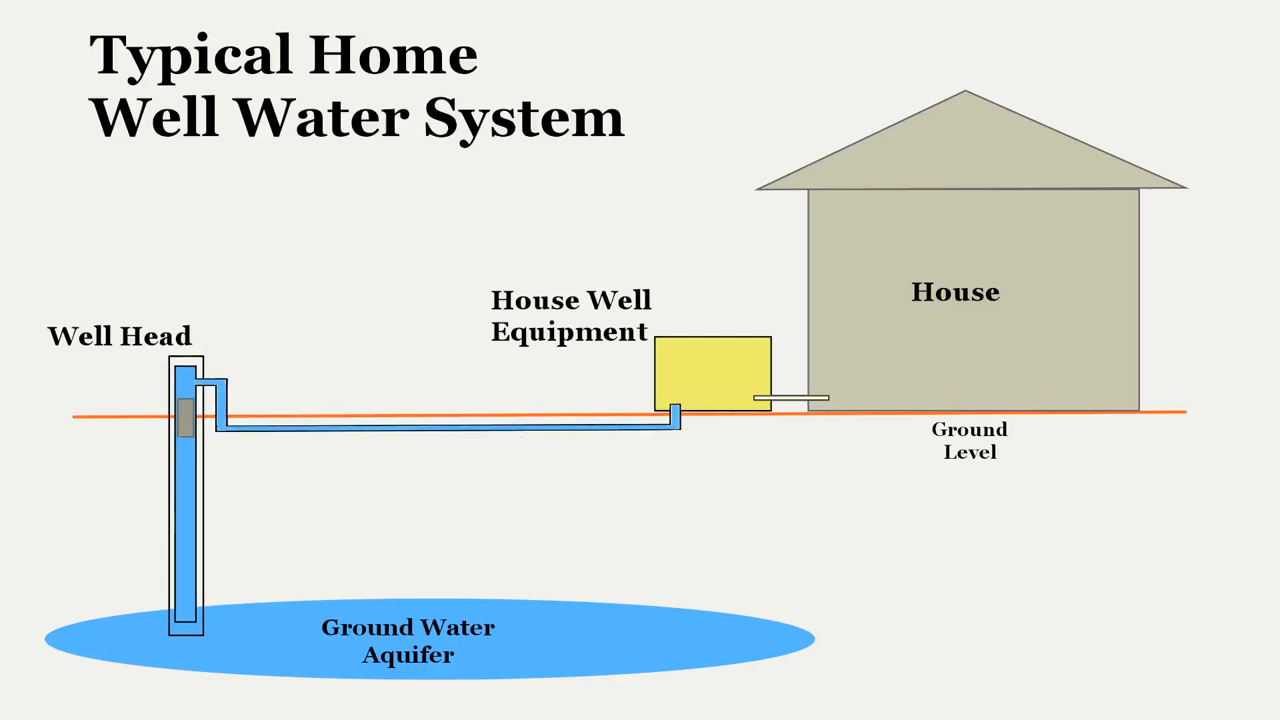 Typical Home
Well Water System
House
House Well
Equipment
Well Head
Ground
Level
Ground Water
Aquifer